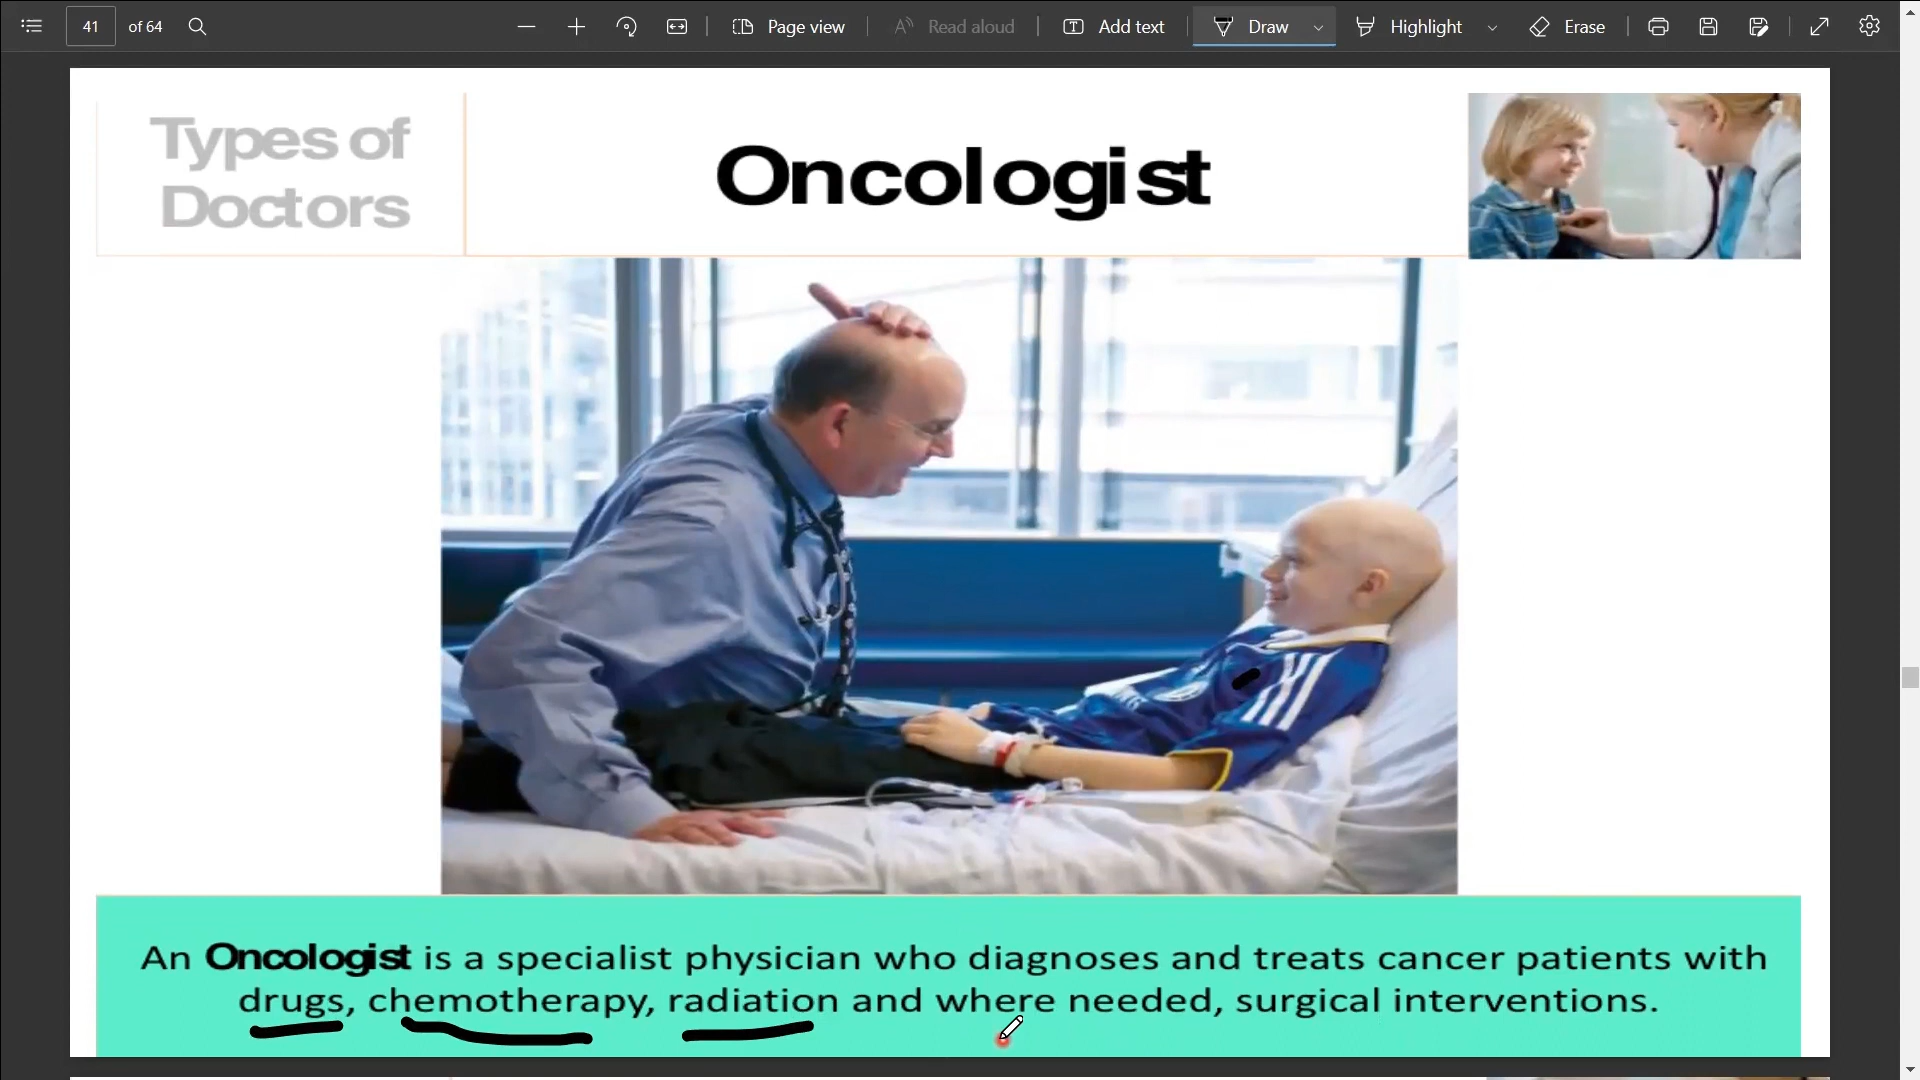 41
of 64
Page view
Read aloud
Add text
Draw
Highlight
Erase
Types of
Doctors
Oncologist
An Oncologist is a specialist physician who diagnoses and treats cancer patients with
drugs, chemotherapy, radiation and where needed, surgical interventions.